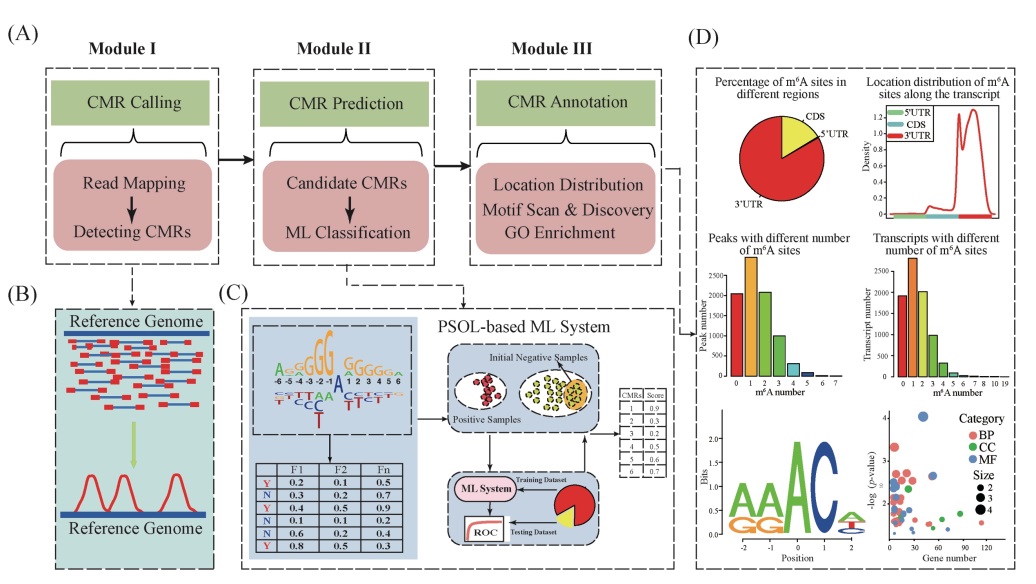 (A)
Module I
Module II
Module III
(D)
CMR Calling
CMR Prediction
CMR Annotation
Read Mapping
Detecting CMRs
Candidate CMRs
ML Classification
Location Distribution
Motif Scan & Discovery
GO Enrichment
Percentage of m⁶A sites in
different regions
CDS
5'UTR
3'UTR
Location distribution of m⁶A
sites along the transcript
5'UTR
CDS
3'UTR
Density
1.2
1.0
0.8
0.6
0.4
0.2
0
(B)
Reference Genome
Reference Genome
(C)
PSOL-based ML System
-6 -5 -4 -3 -2 -1 1 2 3 4 5 6
F1 F2 Fn
Y 0.2 0.1 0.5
N 0.3 0.2 0.7
Y 0.4 0.5 0.9
N 0.1 0.1 0.2
N 0.6 0.2 0.4
Y 0.8 0.5 0.3
Initial Negative Samples
Positive Samples
ML System
Training Dataset
ROC
Testing Dataset
CMRs Score
1 0.9
2 0.3
3 0.2
4 0.5
5 0.6
6 0.7
Peaks with different number
of m⁶A sites
Peak number
2500
2000
1500
1000
500
0
0 1 2 3 4 5 6 7
m⁶A number
Transcripts with different
number of m⁶A sites
Transcript number
2500
2000
1500
1000
500
0
0 1 2 3 4 5 6 7 8 9 10 19
m⁶A number
Bits
2.0
1.5
1.0
0.5
0.0
AAACA
GG
-2 -1 0 1 2
Position
-log (p-value)
4
3
2
0 30 60 90 120
Gene number
Category
BP
CC
MF
Size
2
3
4